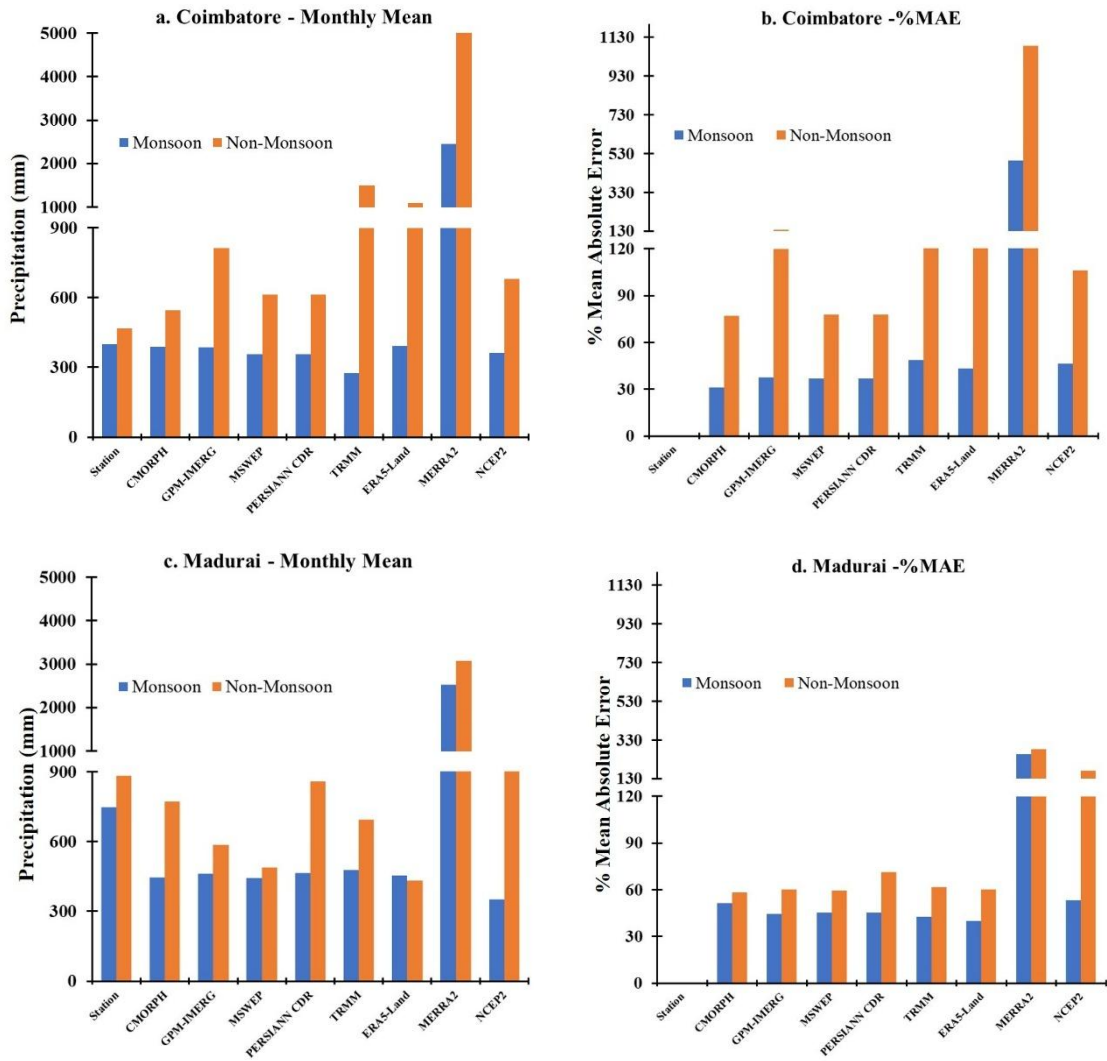 a. Coimbatore - Monthly Mean
5000
4000
3000
2000
1000
900
600
300
0
Precipitation (mm)
Monsoon
Non-Monsoon
Station
CMORPH
GPM-IMERG
MSWEP
PERSIANN CDR
TRMM
ERA5-Land
MERRA2
NCEP2
b. Coimbatore -%MAE
1130
930
730
530
330
130
120
90
60
30
0
% Mean Absolute Error
Monsoon
Non-Monsoon
Station
CMORPH
GPM-IMERG
MSWEP
PERSIANN CDR
TRMM
ERA5-Land
MERRA2
NCEP2
c. Madurai - Monthly Mean
5000
4000
3000
2000
1000
900
600
300
0
Precipitation (mm)
Monsoon
Non-Monsoon
Station
CMORPH
GPM-IMERG
MSWEP
PERSIANN CDR
TRMM
ERA5-Land
MERRA2
NCEP2
d. Madurai -%MAE
1130
930
730
530
330
130
120
90
60
30
0
% Mean Absolute Error
Monsoon
Non-Monsoon
Station
CMORPH
GPM-IMERG
MSWEP
PERSIANN CDR
TRMM
ERA5-Land
MERRA2
NCEP2